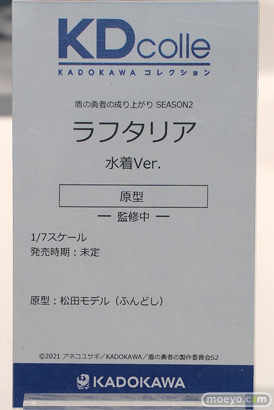 KDcolle
KADOKAWA コレクション
盾の勇者の成り上がり SEASON2
ラフタリア
水着Ver.
原型
監修中
1/7スケール
発売時期：未定
原型：松田モデル（ふんどし）
©2021 アネコユサギ／KADOKAWA／盾の勇者の製作委員会S2
KADOKAWA
moeyo.com